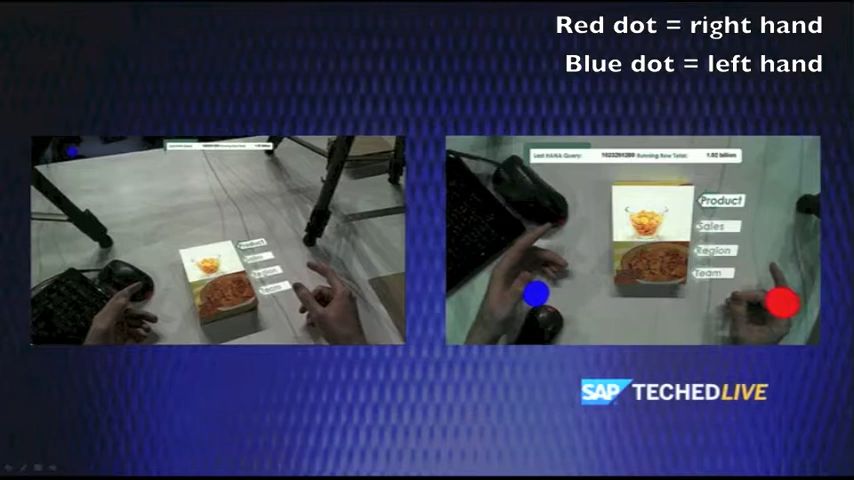 Red dot = right hand
Blue dot = left hand
Last HANA Query: 1023291289 Running Row Total: 1.02 billion
Product
Sales
Region
Team
Product
Sales
Region
Team
SAP TECHEDLIVE